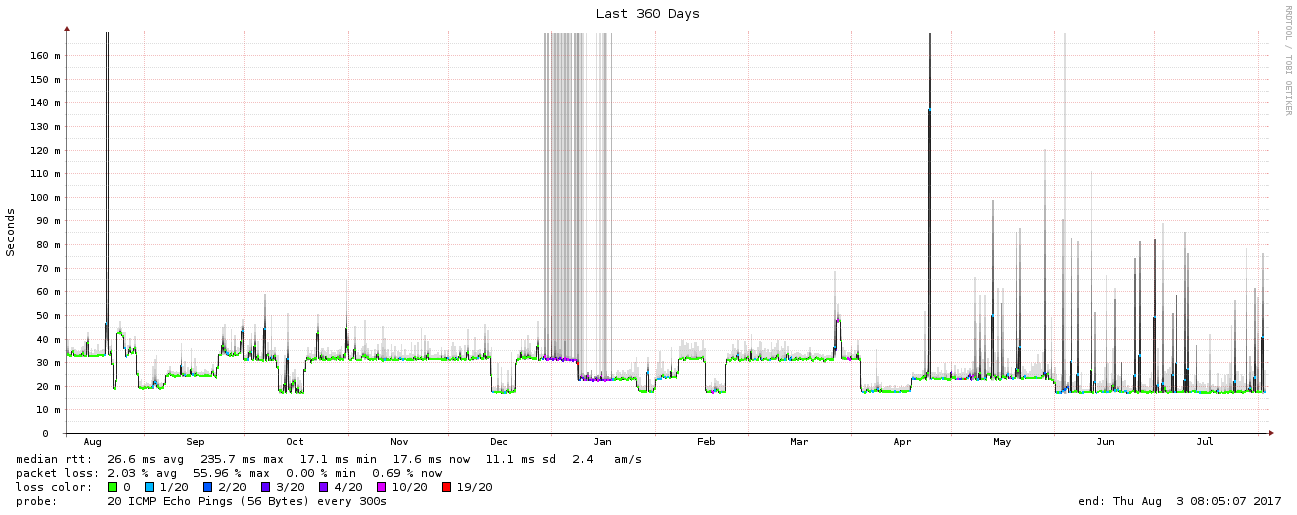 Last 360 Days
RRDTOOL / TOBI OETIKER
Seconds
160 m
150 m
140 m
130 m
120 m
110 m
100 m
90 m
80 m
70 m
60 m
50 m
40 m
30 m
20 m
10 m
0
Aug Sep Oct Nov Dec Jan Feb Mar Apr May Jun Jul
median rtt: 26.6 ms avg 235.7 ms max 17.1 ms min 17.6 ms now 11.1 ms sd 2.4 am/s
packet loss: 2.03 % avg 55.96 % max 0.00 % min 0.69 % now
loss color: 0 1/20 2/20 3/20 4/20 10/20 19/20
probe: 20 ICMP Echo Pings (56 Bytes) every 300s end: Thu Aug 3 08:05:07 2017